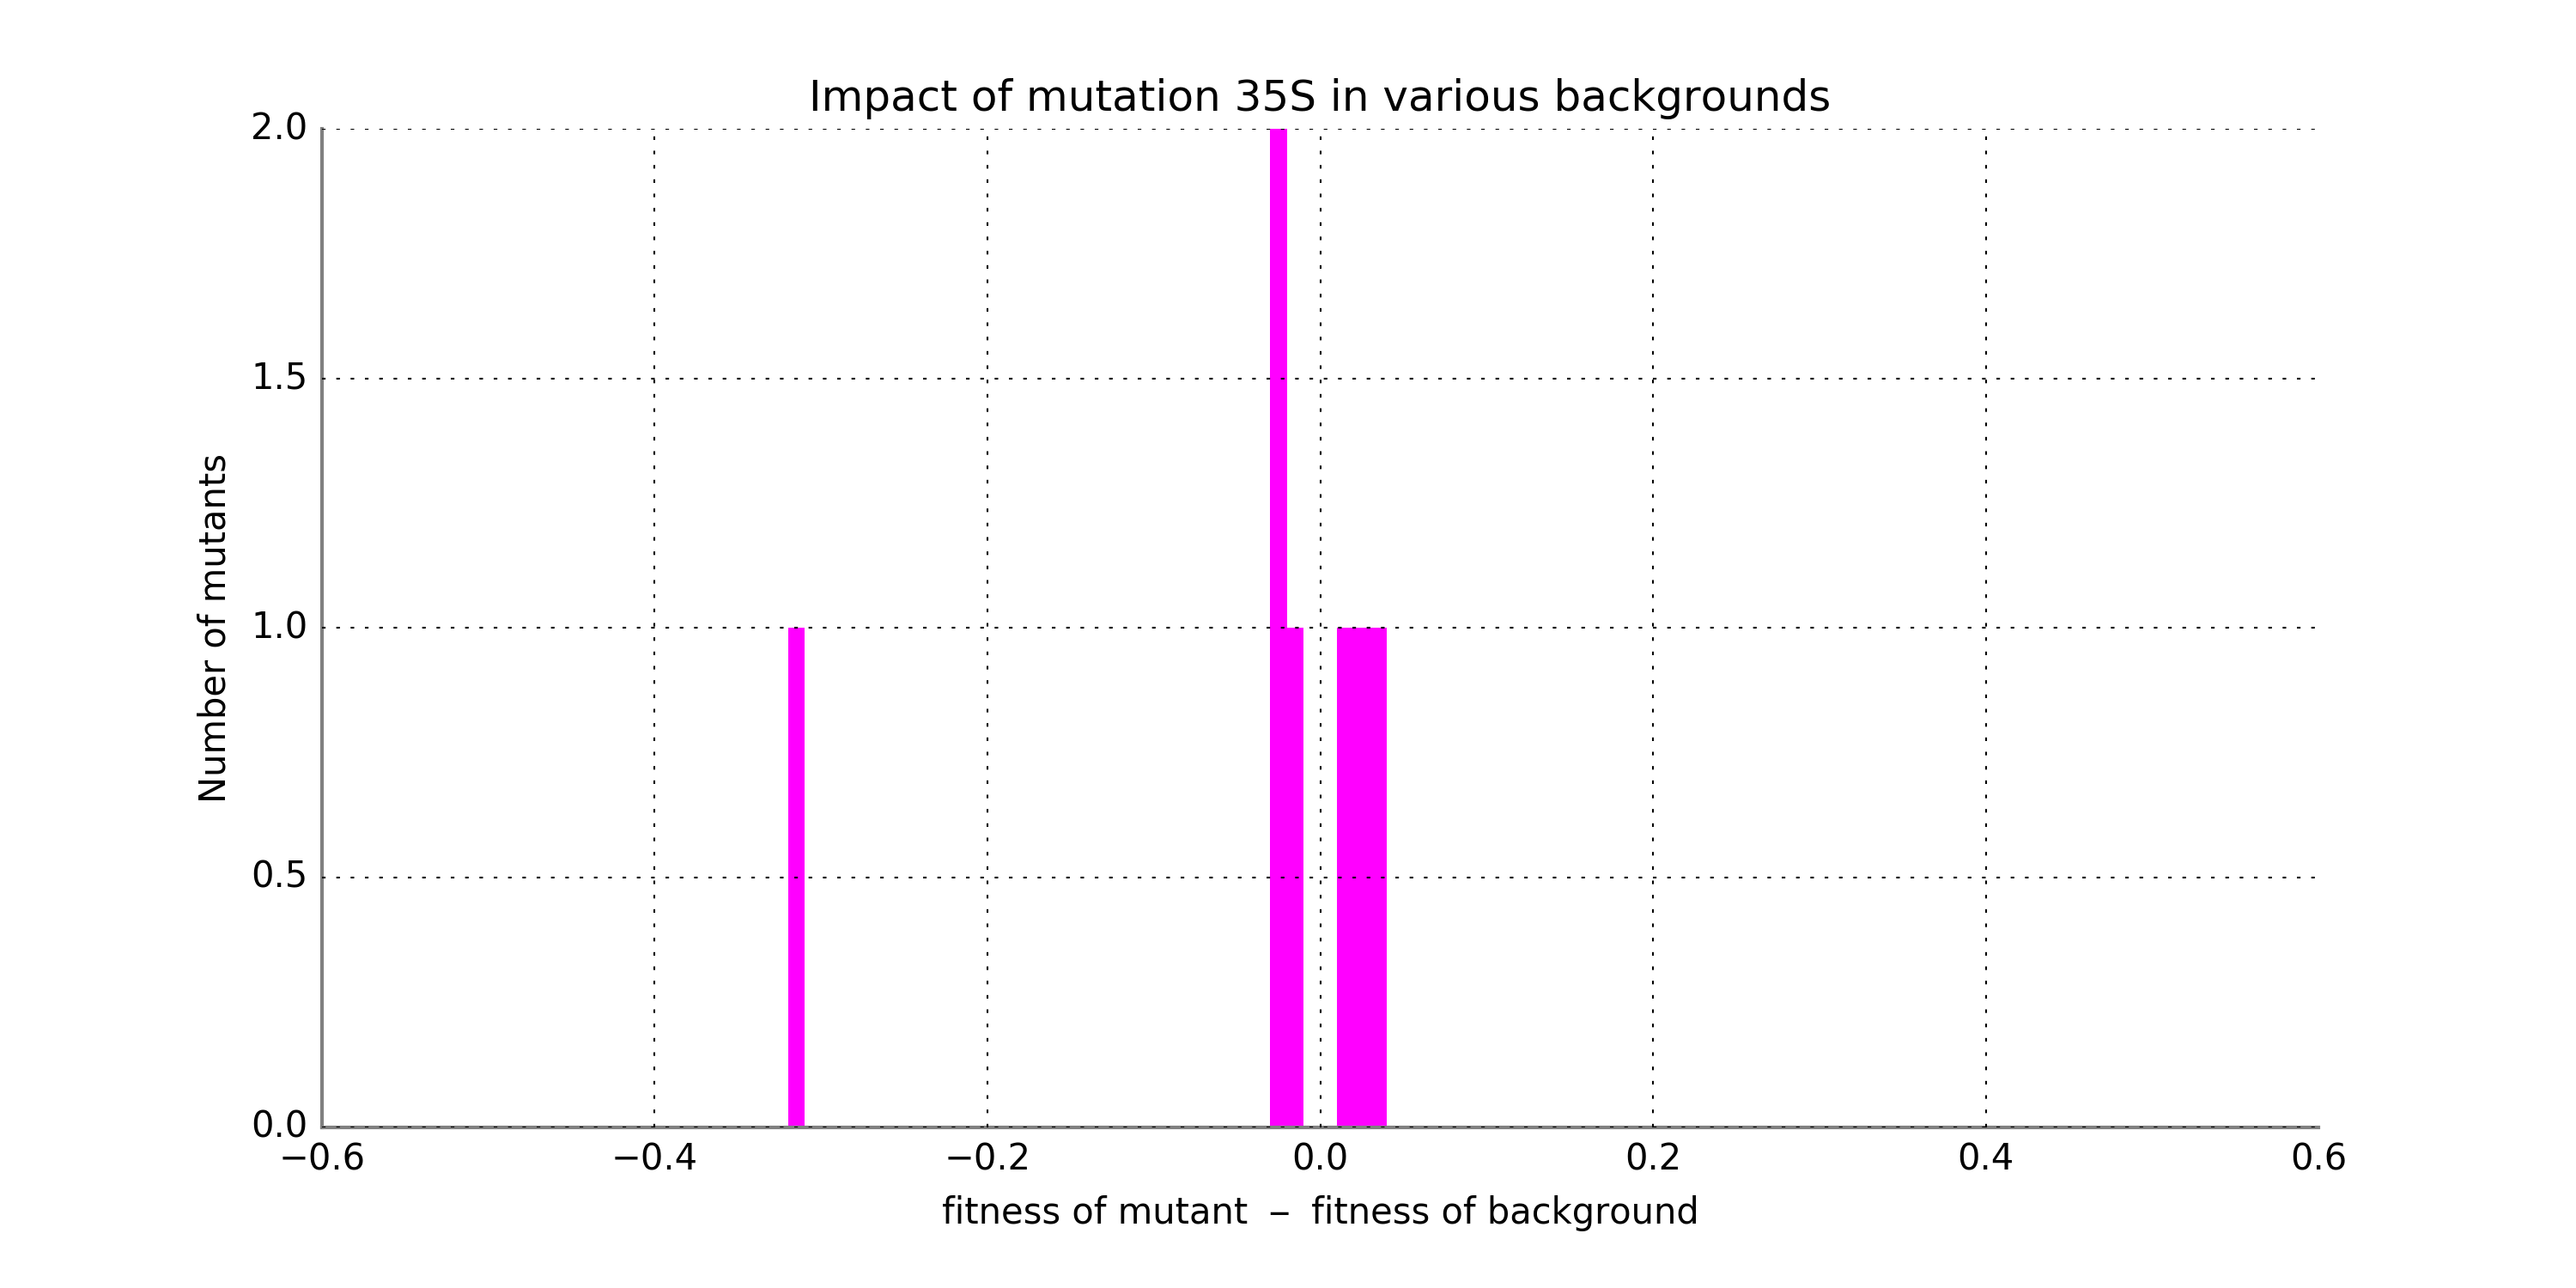 Impact of mutation 35S in various backgrounds
2.0
1.5
1.0
0.5
0.0
Number of mutants
−0.6 −0.4 −0.2 0.0 0.2 0.4 0.6
fitness of mutant − fitness of background